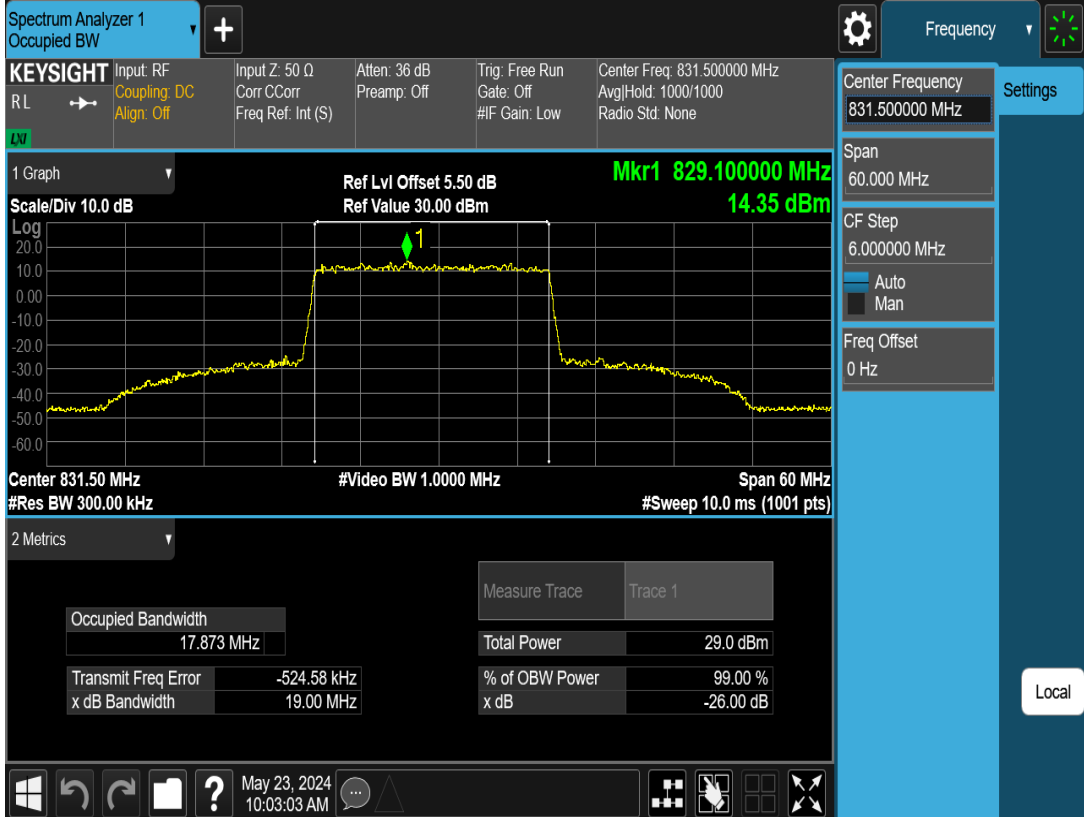 Spectrum Analyzer 1
Occupied BW
+
Frequency
KEYSIGHT
RL
LXI
Input: RF
Coupling: DC
Align: Off
Input Z: 50 Ω
Corr CCorr
Freq Ref: Int (S)
Atten: 36 dB
Preamp: Off
Trig: Free Run
Gate: Off
#IF Gain: Low
Center Freq: 831.500000 MHz
Avg|Hold: 1000/1000
Radio Std: None
Center Frequency
831.500000 MHz
Settings
Span
60.000 MHz
CF Step
6.000000 MHz
Auto
Man
Freq Offset
0 Hz
Local
1 Graph
Ref Lvl Offset 5.50 dB
Mkr1 829.100000 MHz
Scale/Div 10.0 dB
Ref Value 30.00 dBm
14.35 dBm
Log
1
20.0
10.0
0.00
-10.0
-20.0
-30.0
-40.0
-50.0
-60.0
Center 831.50 MHz
#Video BW 1.0000 MHz
Span 60 MHz
#Res BW 300.00 kHz
#Sweep 10.0 ms (1001 pts)
2 Metrics
Measure Trace
Trace 1
Occupied Bandwidth
17.873 MHz
Total Power
29.0 dBm
Transmit Freq Error
-524.58 kHz
% of OBW Power
99.00 %
x dB Bandwidth
19.00 MHz
x dB
-26.00 dB
?
May 23, 2024
10:03:03 AM